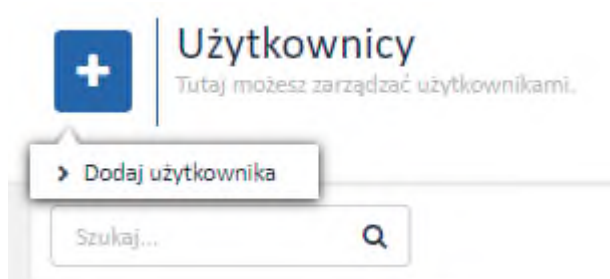 Użytkownicy
Tutaj możesz zarządzać użytkownikami.
Dodaj użytkownika
Szukaj...